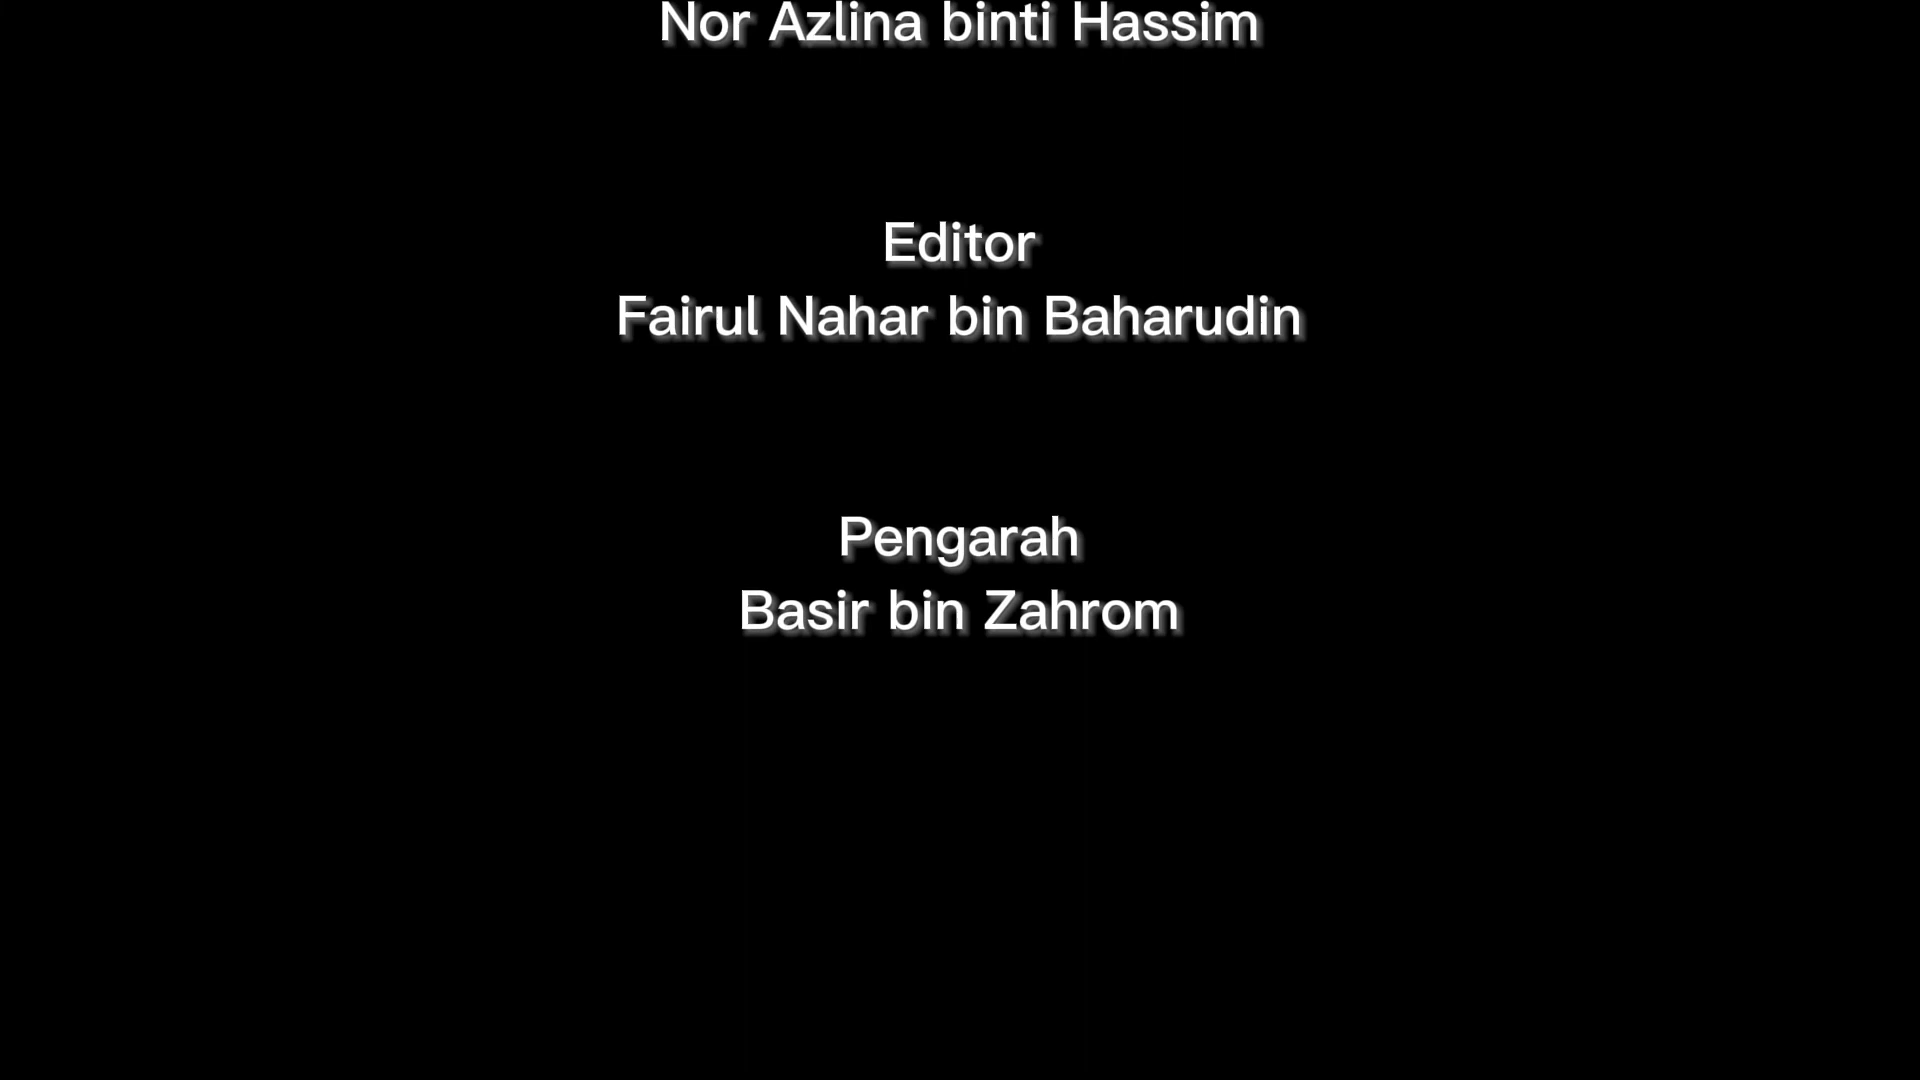 Nor Azlina binti Hassim
Editor
Fairul Nahar bin Baharudin
Pengarah
Basir bin Zahrom